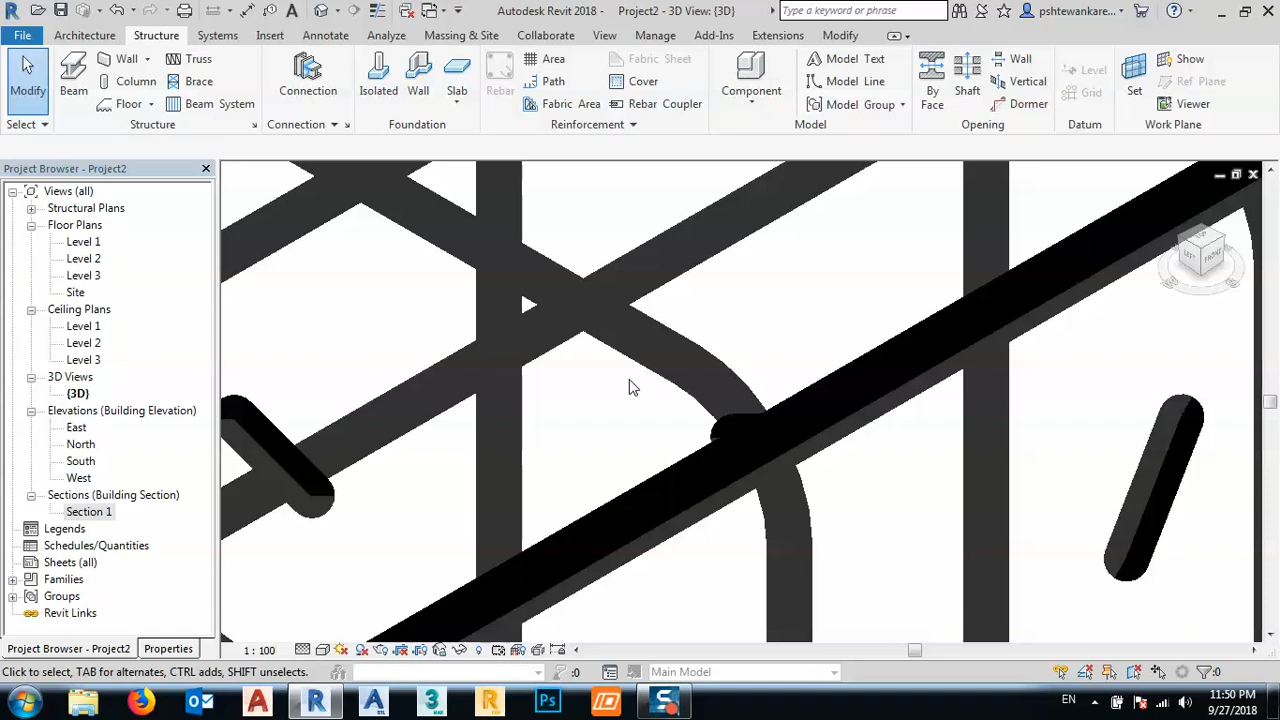 Autodesk Revit 2018 - Project2 - 3D View: {3D}
Type a keyword or phrase
pshtewankare...
File
Architecture
Structure
Systems
Insert
Annotate
Analyze
Massing & Site
Collaborate
View
Manage
Add-Ins
Extensions
Modify
Modify
Select
Beam
Wall
Column
Floor
Truss
Brace
Beam System
Structure
Connection
Connection
Isolated
Wall
Slab
Foundation
Rebar
Area
Path
Fabric Area
Fabric Sheet
Cover
Rebar Coupler
Reinforcement
Component
Model Text
Model Line
Model Group
Model
By
Face
Shaft
Wall
Vertical
Dormer
Opening
Level
Grid
Datum
Set
Show
Ref Plane
Viewer
Work Plane
Project Browser - Project2
Views (all)
Structural Plans
Floor Plans
Level 1
Level 2
Level 3
Site
Ceiling Plans
Level 1
Level 2
Level 3
3D Views
{3D}
Elevations (Building Elevation)
East
North
South
West
Sections (Building Section)
Section 1
Legends
Schedules/Quantities
Sheets (all)
Families
Groups
Revit Links
Project Browser - Project2
Properties
LEFT
FRONT
1 : 100
Click to select, TAB for alternates, CTRL adds, SHIFT unselects.
:0
Main Model
:0
EN
11:50 PM
9/27/2018